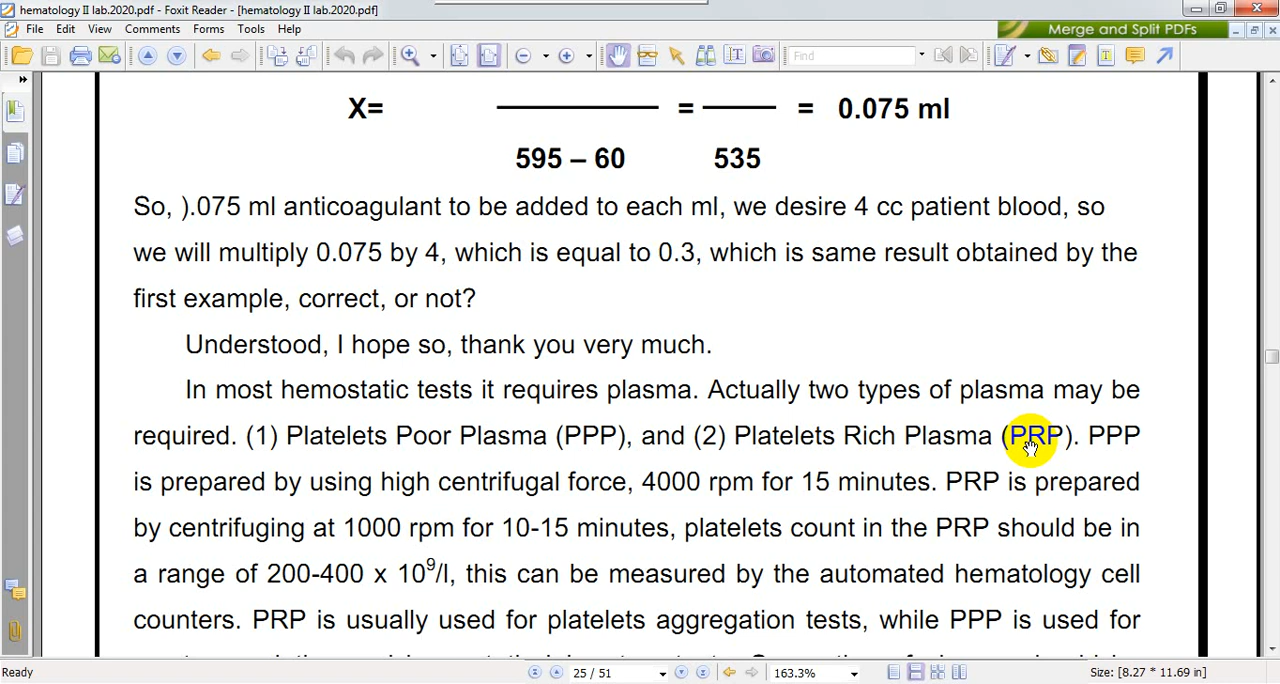 hematology II lab.2020.pdf - Foxit Reader - [hematology II lab.2020.pdf]
File Edit View Comments Forms Tools Help
Merge and Split PDFs
Find
X= = = 0.075 ml
595 – 60 535
So, ).075 ml anticoagulant to be added to each ml, we desire 4 cc patient blood, so
we will multiply 0.075 by 4, which is equal to 0.3, which is same result obtained by the
first example, correct, or not?
Understood, I hope so, thank you very much.
In most hemostatic tests it requires plasma. Actually two types of plasma may be
required. (1) Platelets Poor Plasma (PPP), and (2) Platelets Rich Plasma (PRP). PPP
is prepared by using high centrifugal force, 4000 rpm for 15 minutes. PRP is prepared
by centrifuging at 1000 rpm for 10-15 minutes, platelets count in the PRP should be in
a range of 200-400 x 10⁹/l, this can be measured by the automated hematology cell
counters. PRP is usually used for platelets aggregation tests, while PPP is used for
Ready 25 / 51 163.3% Size: [8.27 * 11.69 in]